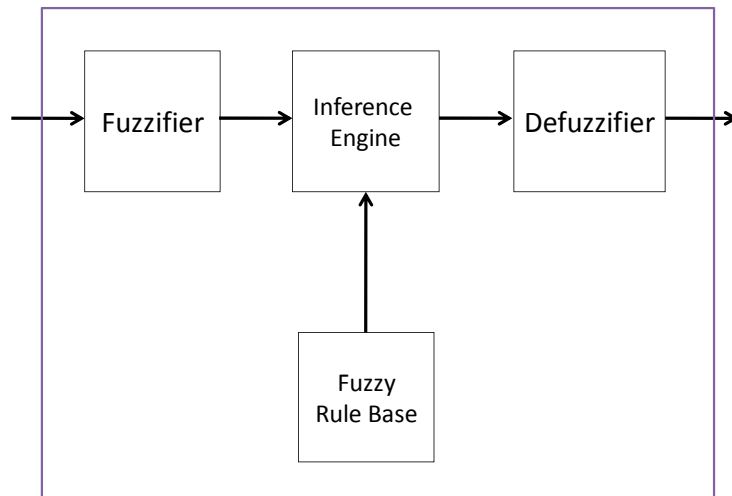 Fuzzifier
Inference
Engine
Defuzzifier
Fuzzy
Rule Base